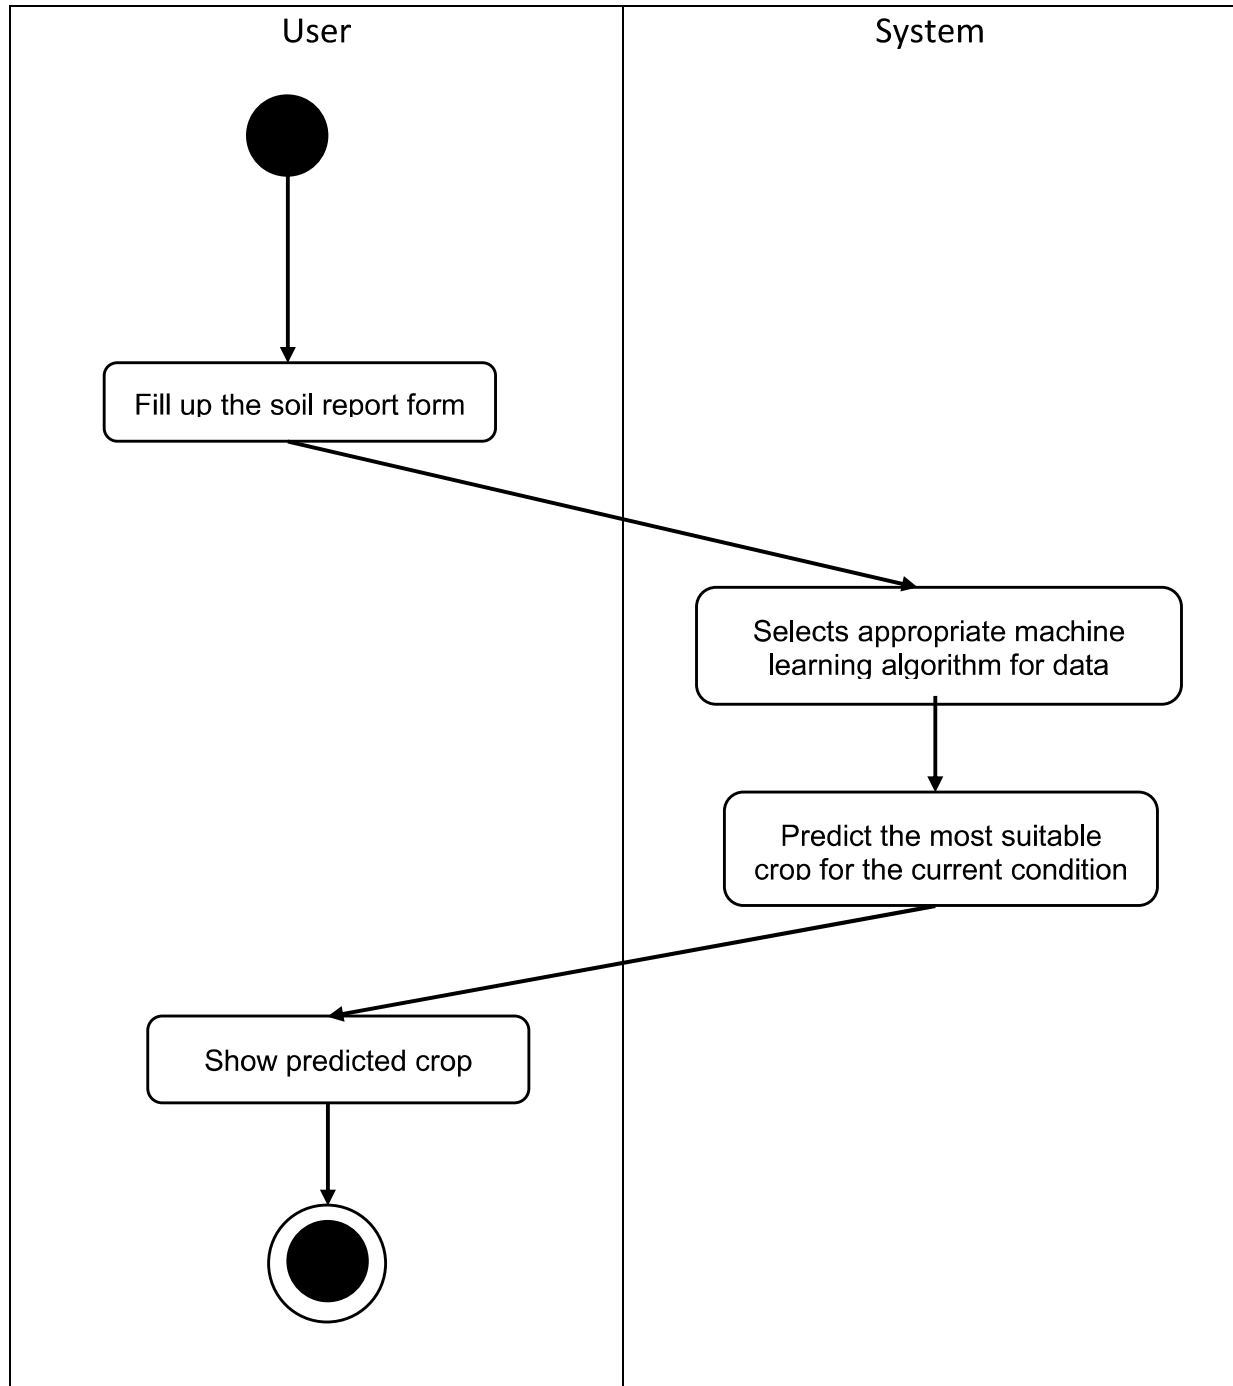 User
System
Fill up the soil report form
Selects appropriate machine
learning algorithm for data
Predict the most suitable
crop for the current condition
Show predicted crop